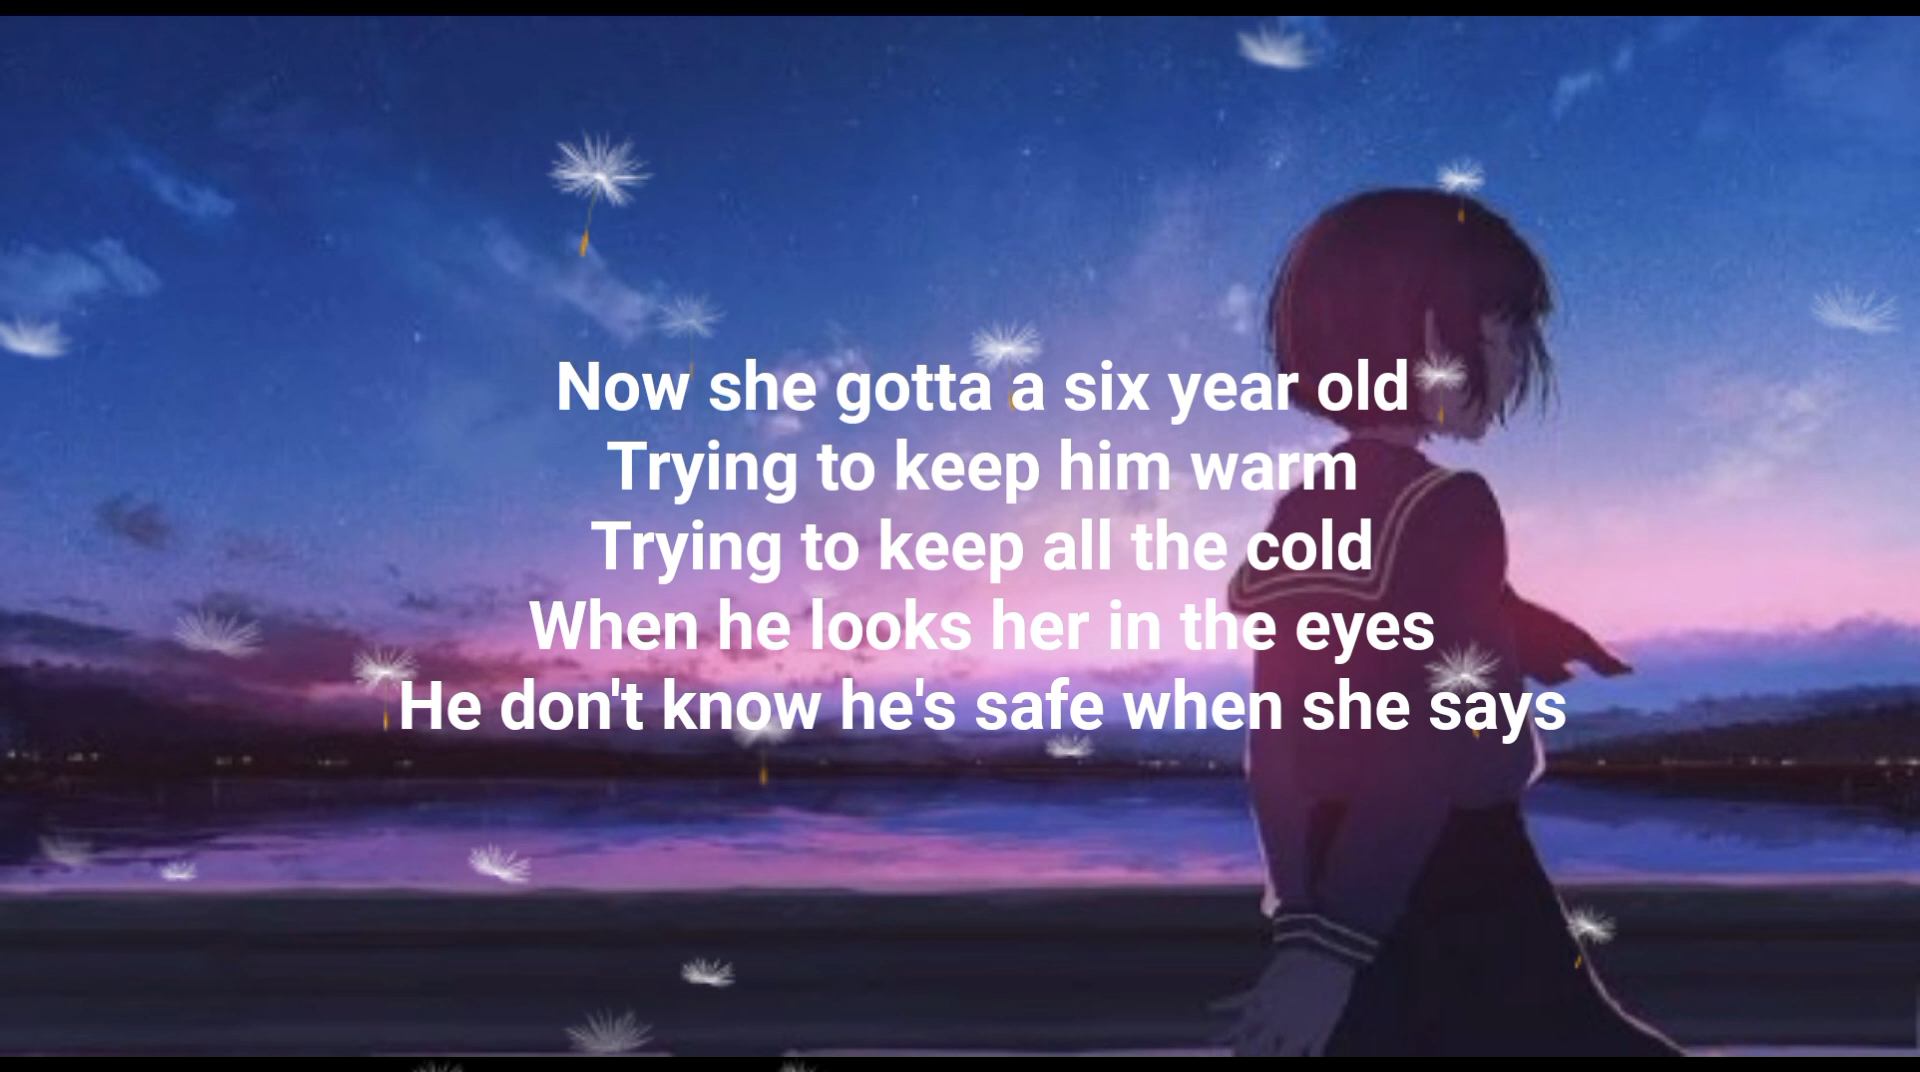 Now she gotta a six year old
Trying to keep him warm
Trying to keep all the cold
When he looks her in the eyes
He don't know he's safe when she says